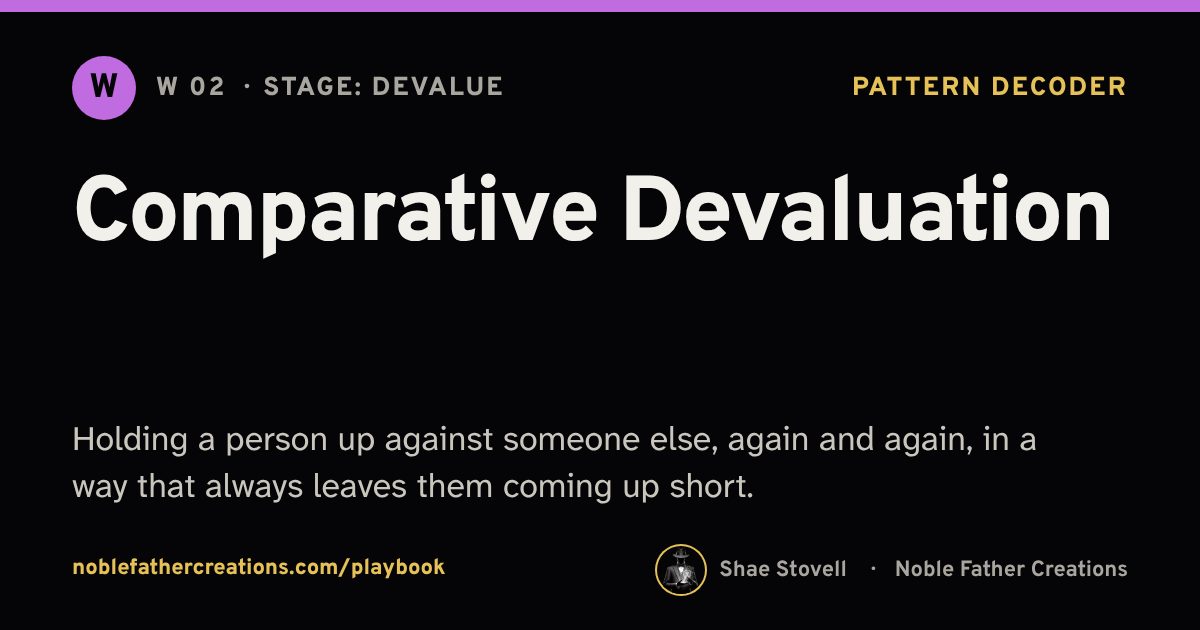 W
W 02 · STAGE: DEVALUE
PATTERN DECODER
Comparative Devaluation
Holding a person up against someone else, again and again, in a
way that always leaves them coming up short.
noblefathercreations.com/playbook
Shae Stovell · Noble Father Creations